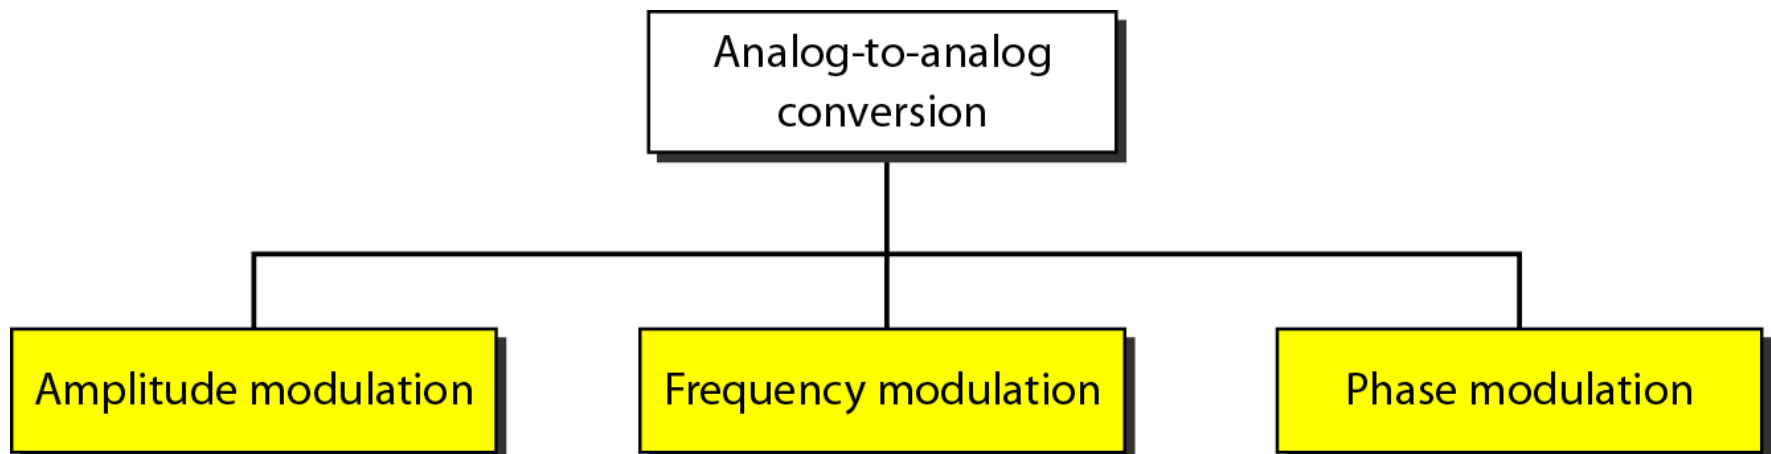 Analog-to-analog
conversion
Amplitude modulation
Frequency modulation
Phase modulation